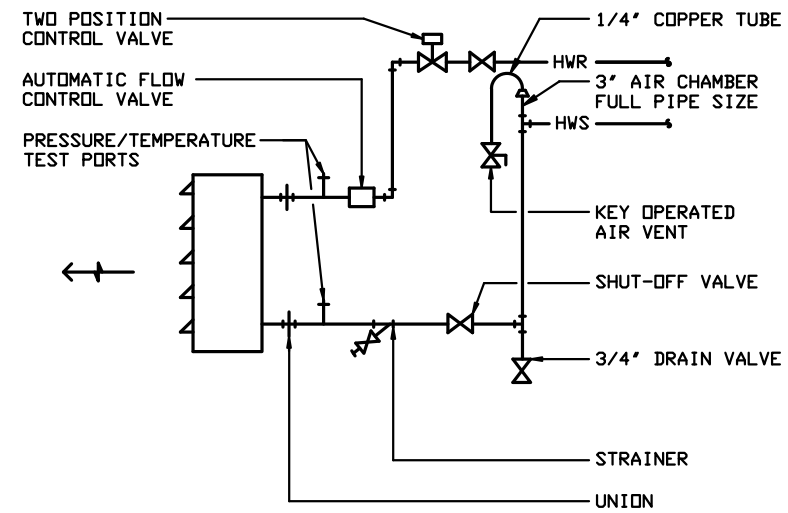 TWO POSITION
CONTROL VALVE
1/4" COPPER TUBE
HWR
AUTOMATIC FLOW
CONTROL VALVE
3" AIR CHAMBER
FULL PIPE SIZE
HWS
PRESSURE/TEMPERATURE
TEST PORTS
KEY OPERATED
AIR VENT
SHUT-OFF VALVE
3/4" DRAIN VALVE
STRAINER
UNION